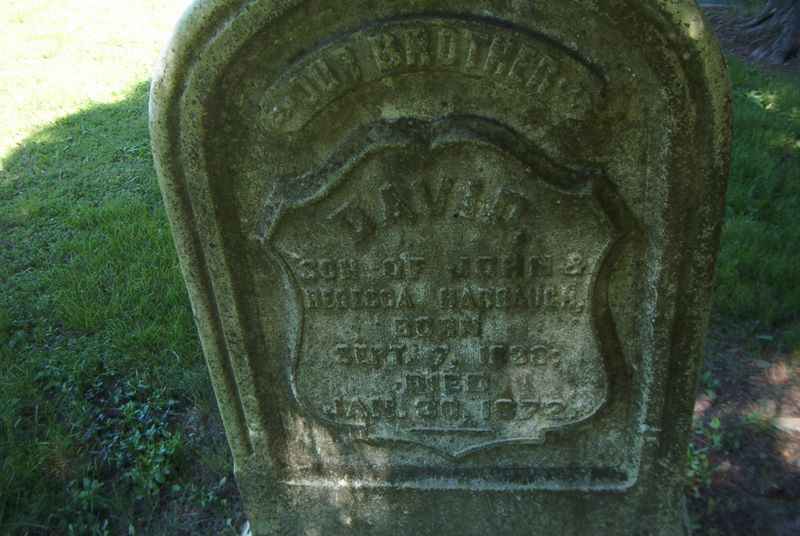 OUR BROTHER
DAVID,
SON OF JOHN &
REBECCA HARBAUGH,
BORN
SEPT. 7,
DIED
JAN. 30, 1872.